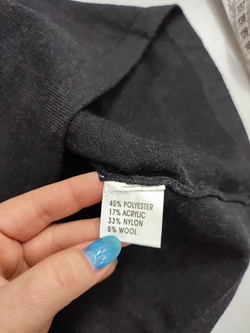 45% POLYESTER
17% ACRYLIC
33% NYLON
5% WOOL